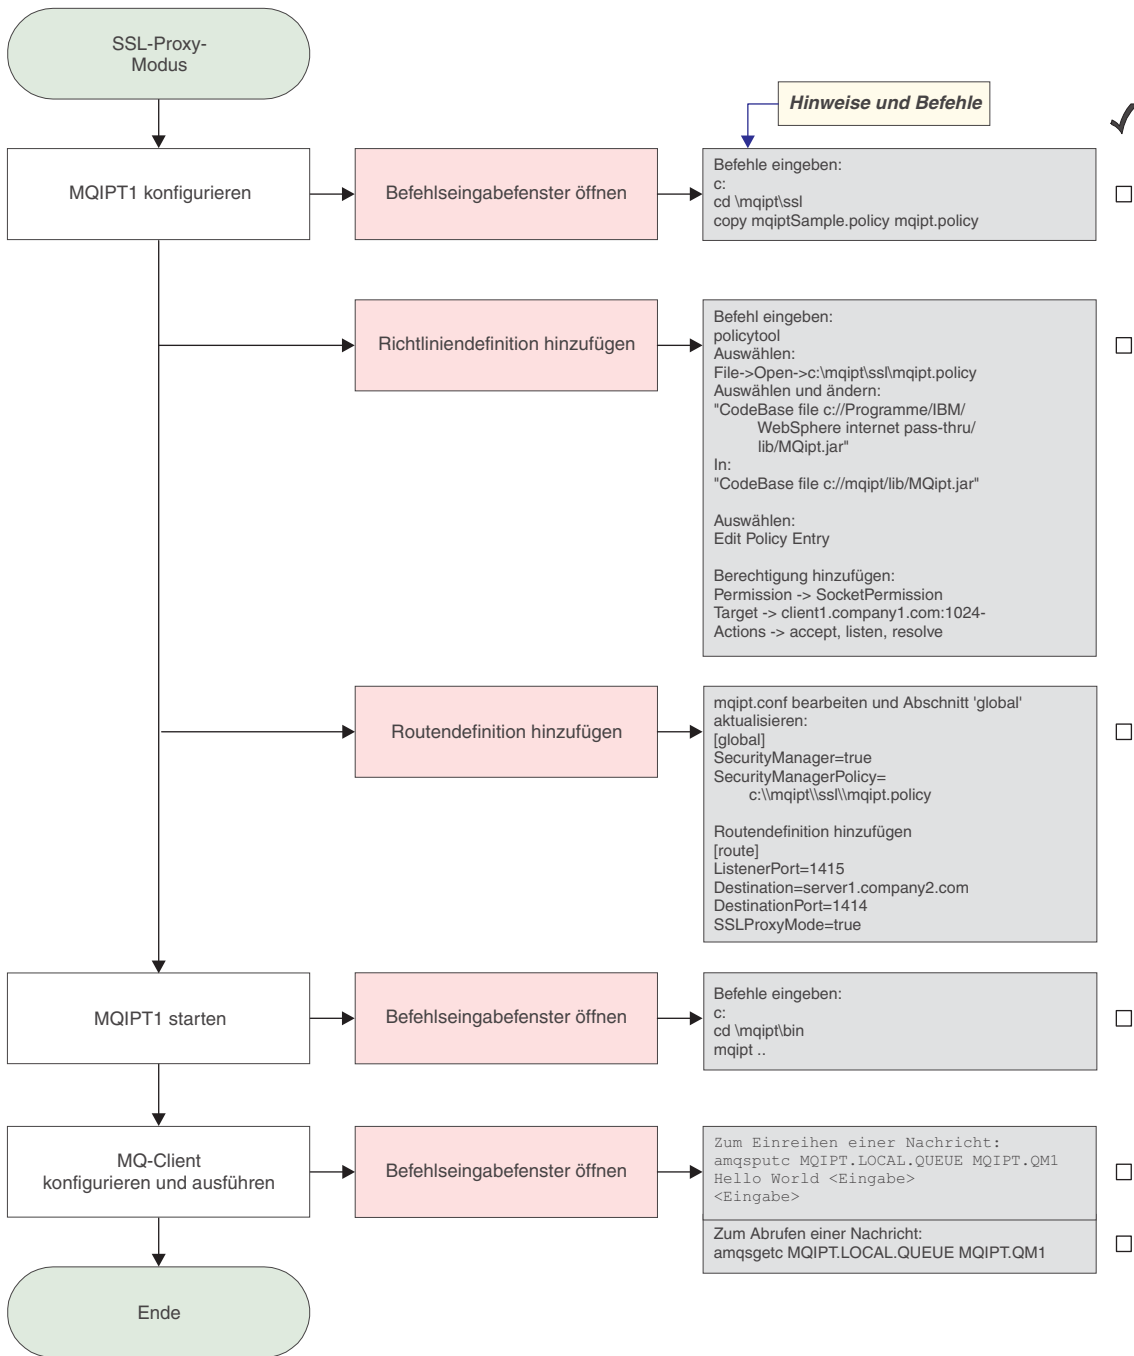 SSL-Proxy-
Modus
Hinweise und Befehle
MQIPT1 konfigurieren
Befehlseingabefenster öffnen
Befehle eingeben:
c:
cd \mqipt\ssl
copy mqiptSample.policy mqipt.policy
Richtliniendefinition hinzufügen
Befehl eingeben:
policytool
Auswählen:
File->Open->c:\mqipt\ssl\mqipt.policy
Auswählen und ändern:
"CodeBase file c://Programme/IBM/
WebSphere internet pass-thru/
lib/MQipt.jar"
In:
"CodeBase file c://mqipt/lib/MQipt.jar"
Auswählen:
Edit Policy Entry
Berechtigung hinzufügen:
Permission -> SocketPermission
Target -> client1.company1.com:1024-
Actions -> accept, listen, resolve
Routendefinition hinzufügen
mqipt.conf bearbeiten und Abschnitt 'global'
aktualisieren:
[global]
SecurityManager=true
SecurityManagerPolicy=
c:\\mqipt\\ssl\\mqipt.policy
Routendefinition hinzufügen
[route]
ListenerPort=1415
Destination=server1.company2.com
DestinationPort=1414
SSLProxyMode=true
MQIPT1 starten
Befehlseingabefenster öffnen
Befehle eingeben:
c:
cd \mqipt\bin
mqipt ..
MQ-Client
konfigurieren und ausführen
Befehlseingabefenster öffnen
Zum Einreihen einer Nachricht:
amqsputc MQIPT.LOCAL.QUEUE MQIPT.QM1
Hello World <Eingabe>
<Eingabe>
Zum Abrufen einer Nachricht:
amqsgetc MQIPT.LOCAL.QUEUE MQIPT.QM1
Ende